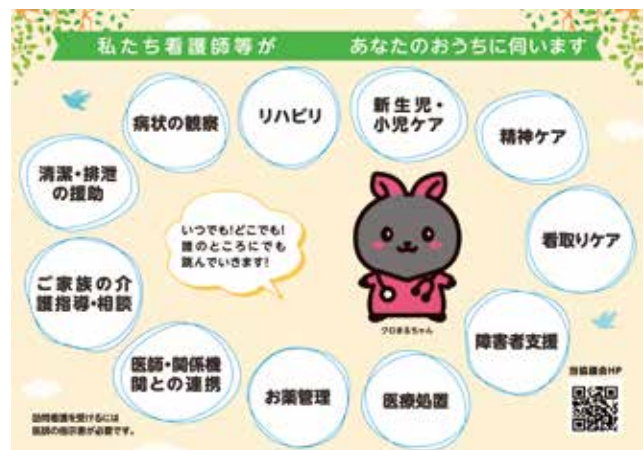 私たち看護師等が　あなたのおうちに伺います
病状の観察
リハビリ
新生児・
小児ケア
精神ケア
清潔・排泄
の援助
看取りケア
いつでも!どこでも!
誰のところにでも
跳んでいきます!
ご家族の介
護指導・相談
クロまるちゃん
障害者支援
医師・関係機
関との連携
お薬管理
医療処置
当協議会HP
訪問看護を受けるには
医師の指示書が必要です。